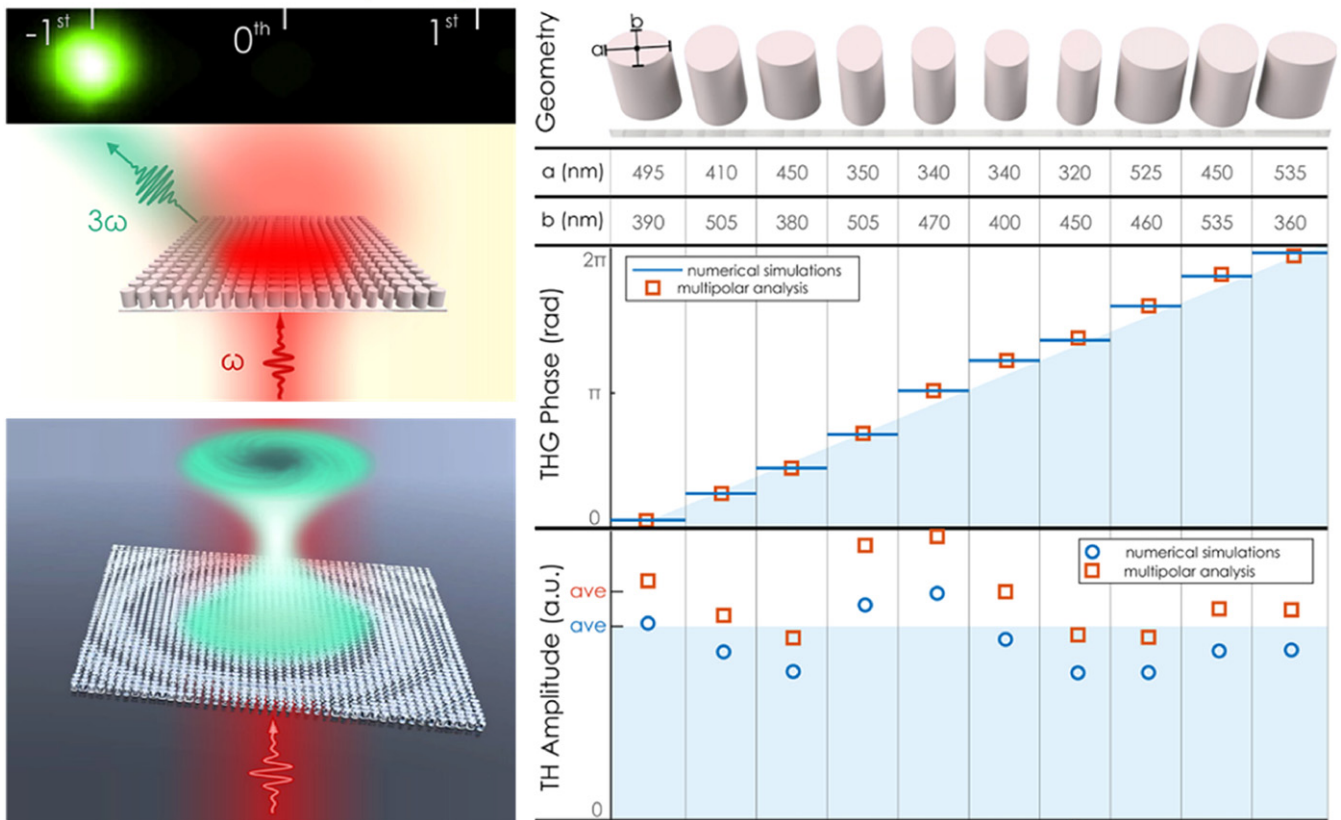 -1st 0th 1st
3ω
ω
Geometry
a
b
a (nm) 495 410 450 350 340 340 320 525 450 535
b (nm) 390 505 380 505 470 400 450 460 535 360
THG Phase (rad)
2π
π
0
numerical simulations
multipolar analysis
TH Amplitude (a.u.)
ave
ave
0
numerical simulations
multipolar analysis